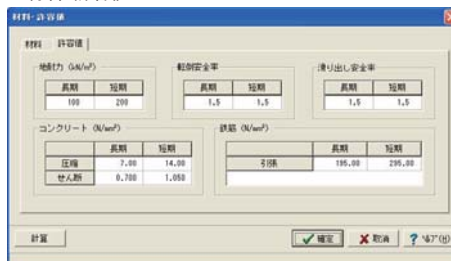 材料・許容値
材料 許容値
地耐力 (kN/m²) 転倒安全率 滑り出し安全率
長期 短期 長期 短期 長期 短期
100 200 1.5 1.5 1.5 1.5
コンクリート (N/mm²) 鉄筋 (N/mm²)
長期 短期 長期 短期
圧縮 7.00 14.00 引張 195.00 295.00
せん断 0.700 1.050
計算 確定 取消 ? ヘルプ(H)